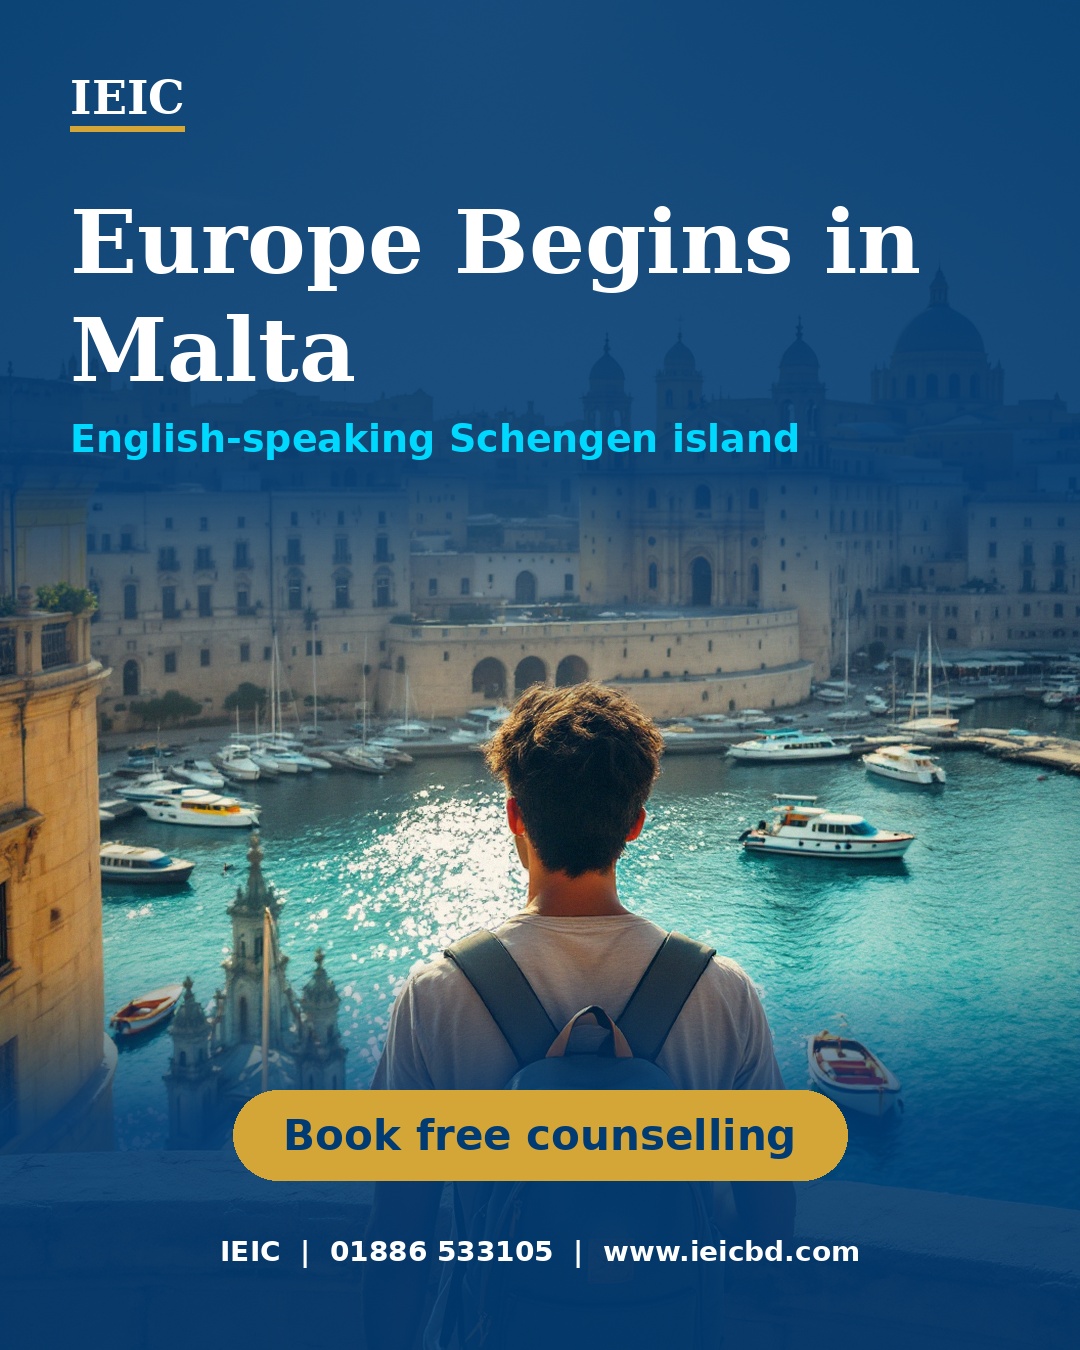 IEIC
Europe Begins in
Malta
English-speaking Schengen island
Book free counselling
IEIC | 01886 533105 | www.ieicbd.com